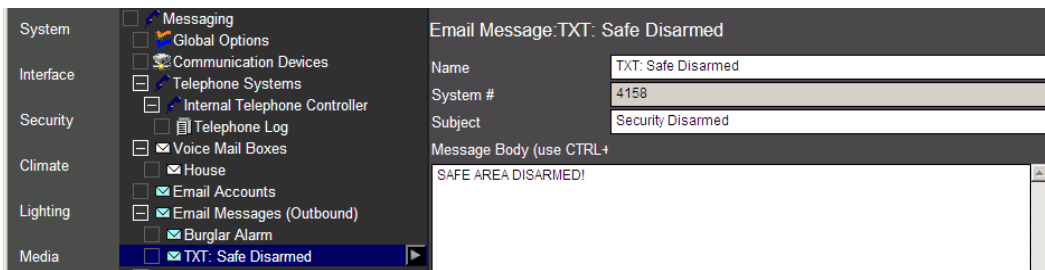 System
Interface
Security
Climate
Lighting
Media
Messaging
Global Options
Communication Devices
Telephone Systems
Internal Telephone Controller
Telephone Log
Voice Mail Boxes
House
Email Accounts
Email Messages (Outbound)
Burglar Alarm
TXT: Safe Disarmed
Email Message:TXT: Safe Disarmed
Name TXT: Safe Disarmed
System # 4158
Subject Security Disarmed
Message Body (use CTRL+
SAFE AREA DISARMED!